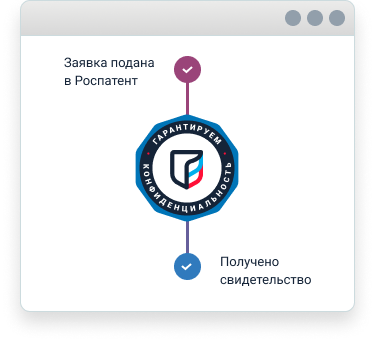 Заявка подана
в Роспатент
ГАРАНТИРУЕМ
КОНФИДЕНЦИАЛЬНОСТЬ
Получено
свидетельство